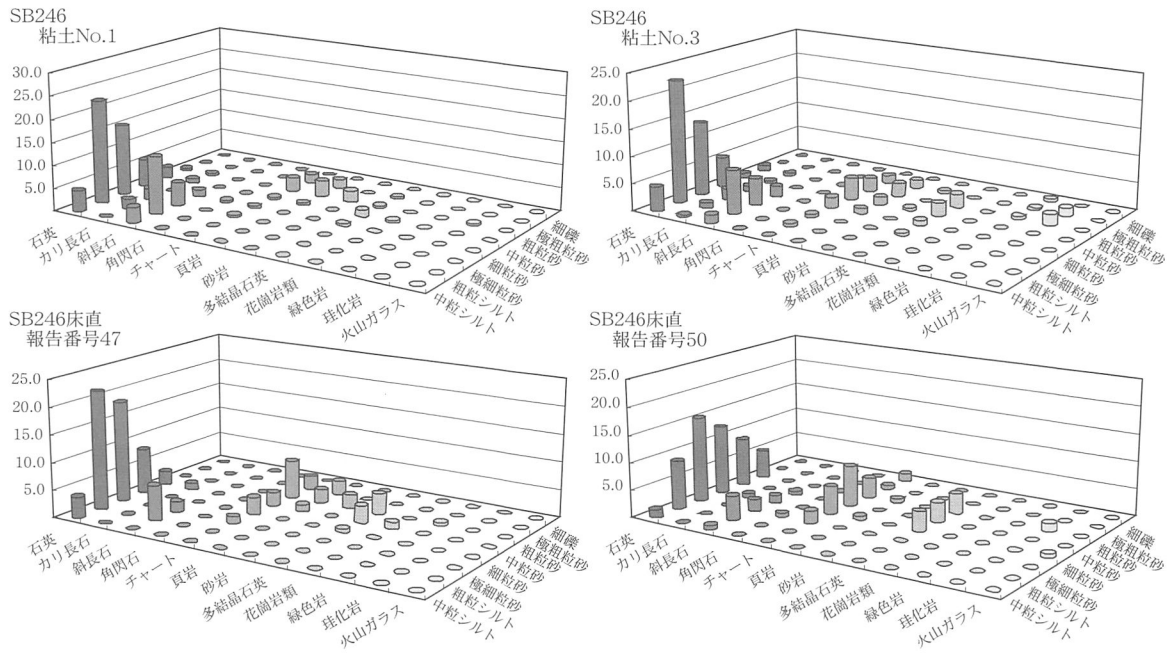 SB246
粘土No.1
30.0
25.0
20.0
15.0
10.0
5.0
石英
カリ長石
斜長石
角閃石
チャート
頁岩
砂岩
多結晶石英
花崗岩類
緑色岩
珪化岩
火山ガラス
細礫
極粗粒砂
粗粒砂
中粒砂
細粒砂
極細粒砂
粗粒シルト
中粒シルト
SB246
粘土No.3
25.0
20.0
15.0
10.0
5.0
石英
カリ長石
斜長石
角閃石
チャート
頁岩
砂岩
多結晶石英
花崗岩類
緑色岩
珪化岩
火山ガラス
細礫
極粗粒砂
粗粒砂
中粒砂
細粒砂
極細粒砂
粗粒シルト
中粒シルト
SB246床直
報告番号47
25.0
20.0
15.0
10.0
5.0
石英
カリ長石
斜長石
角閃石
チャート
頁岩
砂岩
多結晶石英
花崗岩類
緑色岩
珪化岩
火山ガラス
細礫
極粗粒砂
粗粒砂
中粒砂
細粒砂
極細粒砂
粗粒シルト
中粒シルト
SB246床直
報告番号50
25.0
20.0
15.0
10.0
5.0
石英
カリ長石
斜長石
角閃石
チャート
頁岩
砂岩
多結晶石英
花崗岩類
緑色岩
珪化岩
火山ガラス
細礫
極粗粒砂
粗粒砂
中粒砂
細粒砂
極細粒砂
粗粒シルト
中粒シルト